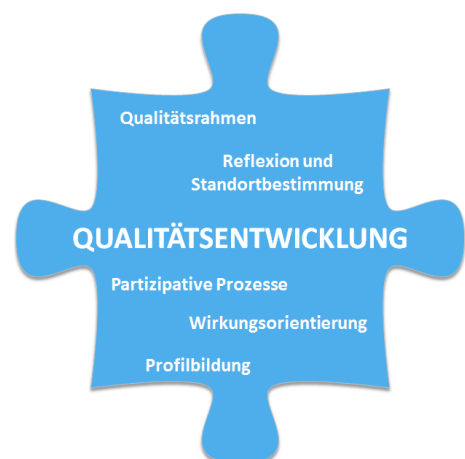 Qualitätsrahmen
Reflexion und
Standortbestimmung
QUALITÄTSENTWICKLUNG
Partizipative Prozesse
Wirkungsorientierung
Profilbildung